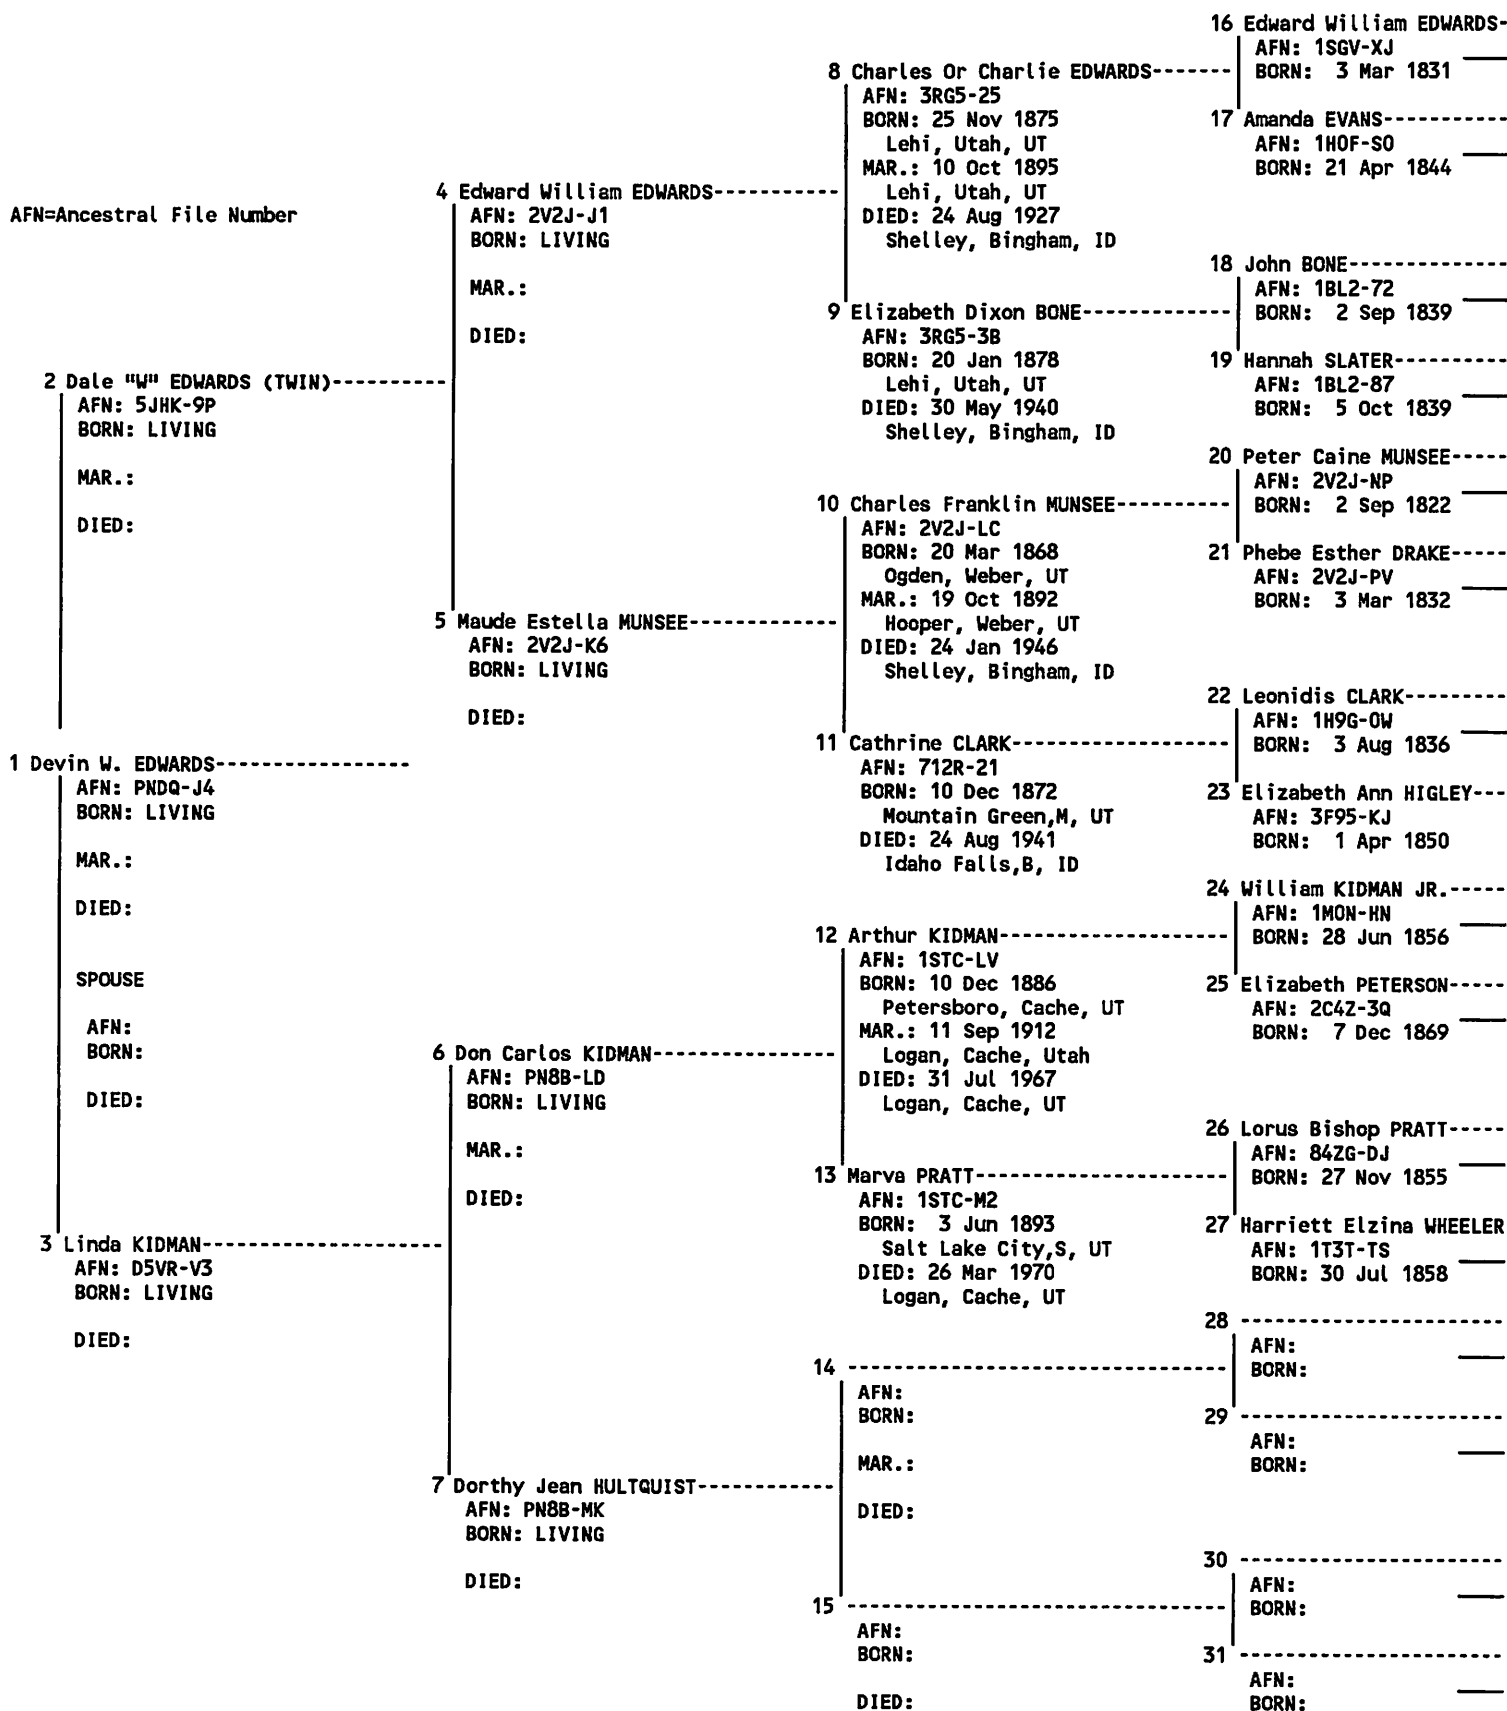 AFN=Ancestral File Number
1 Devin W. EDWARDS----------------
AFN: PNDQ-J4
BORN: LIVING
MAR.:
DIED:
SPOUSE
AFN:
BORN:
DIED:
2 Dale "W" EDWARDS (TWIN)----------
AFN: 5JHK-9P
BORN: LIVING
MAR.:
DIED:
3 Linda KIDMAN--------------------
AFN: D5VR-V3
BORN: LIVING
DIED:
4 Edward William EDWARDS-----------
AFN: 2V2J-J1
BORN: LIVING
MAR.:
DIED:
5 Maude Estella MUNSEE------------
AFN: 2V2J-K6
BORN: LIVING
DIED:
6 Don Carlos KIDMAN---------------
AFN: PN8B-LD
BORN: LIVING
MAR.:
DIED:
7 Dorthy Jean HULTQUIST-----------
AFN: PN8B-MK
BORN: LIVING
DIED:
8 Charles Or Charlie EDWARDS-------
AFN: 3RG5-25
BORN: 25 Nov 1875
Lehi, Utah, UT
MAR.: 10 Oct 1895
Lehi, Utah, UT
DIED: 24 Aug 1927
Shelley, Bingham, ID
9 Elizabeth Dixon BONE-------------
AFN: 3RG5-3B
BORN: 20 Jan 1878
Lehi, Utah, UT
DIED: 30 May 1940
Shelley, Bingham, ID
10 Charles Franklin MUNSEE----------
AFN: 2V2J-LC
BORN: 20 Mar 1868
Ogden, Weber, UT
MAR.: 19 Oct 1892
Hooper, Weber, UT
DIED: 24 Jan 1946
Shelley, Bingham, ID
11 Cathrine CLARK------------------
AFN: 712R-21
BORN: 10 Dec 1872
Mountain Green,M, UT
DIED: 24 Aug 1941
Idaho Falls,B, ID
12 Arthur KIDMAN-------------------
AFN: 1STC-LV
BORN: 10 Dec 1886
Petersboro, Cache, UT
MAR.: 11 Sep 1912
Logan, Cache, Utah
DIED: 31 Jul 1967
Logan, Cache, UT
13 Marva PRATT---------------------
AFN: 1STC-M2
BORN: 3 Jun 1893
Salt Lake City,S, UT
DIED: 26 Mar 1970
Logan, Cache, UT
14 --------------------------------
AFN:
BORN:
MAR.:
DIED:
15 --------------------------------
AFN:
BORN:
DIED:
16 Edward William EDWARDS-
AFN: 1SGV-XJ
BORN: 3 Mar 1831
17 Amanda EVANS-----------
AFN: 1HOF-SO
BORN: 21 Apr 1844
18 John BONE-------------
AFN: 1BL2-72
BORN: 2 Sep 1839
19 Hannah SLATER---------
AFN: 1BL2-87
BORN: 5 Oct 1839
20 Peter Caine MUNSEE-----
AFN: 2V2J-NP
BORN: 2 Sep 1822
21 Phebe Esther DRAKE-----
AFN: 2V2J-PV
BORN: 3 Mar 1832
22 Leonidis CLARK---------
AFN: 1H9G-OW
BORN: 3 Aug 1836
23 Elizabeth Ann HIGLEY---
AFN: 3F95-KJ
BORN: 1 Apr 1850
24 William KIDMAN JR.-----
AFN: 1MON-HN
BORN: 28 Jun 1856
25 Elizabeth PETERSON-----
AFN: 2C4Z-3Q
BORN: 7 Dec 1869
26 Lorus Bishop PRATT-----
AFN: 84ZG-DJ
BORN: 27 Nov 1855
27 Harriett Elzina WHEELER
AFN: 1T3T-TS
BORN: 30 Jul 1858
28 ----------------------
AFN:
BORN:
29 ----------------------
AFN:
BORN:
30 ----------------------
AFN:
BORN:
31 ----------------------
AFN:
BORN: